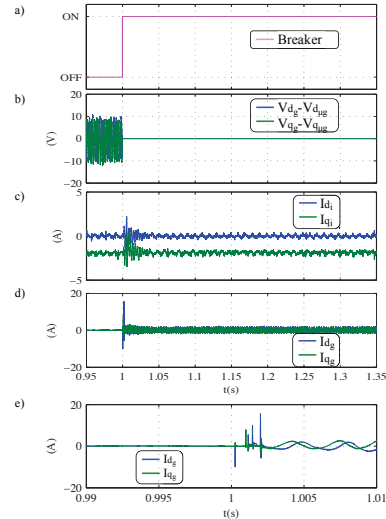 a)
ON
OFF
Breaker
b)
20
10
0
−10
−20
(V)
Vdg-Vdμg
Vqg-Vqμg
c)
5
0
−5
(A)
Idi
Iqi
d)
20
0
−20
(A)
Idg
Iqg
0.95 1 1.05 1.1 1.15 1.2 1.25 1.3 1.35
t(s)
e)
20
0
−20
(A)
Idg
Iqg
0.99 0.995 1 1.005 1.01
t(s)